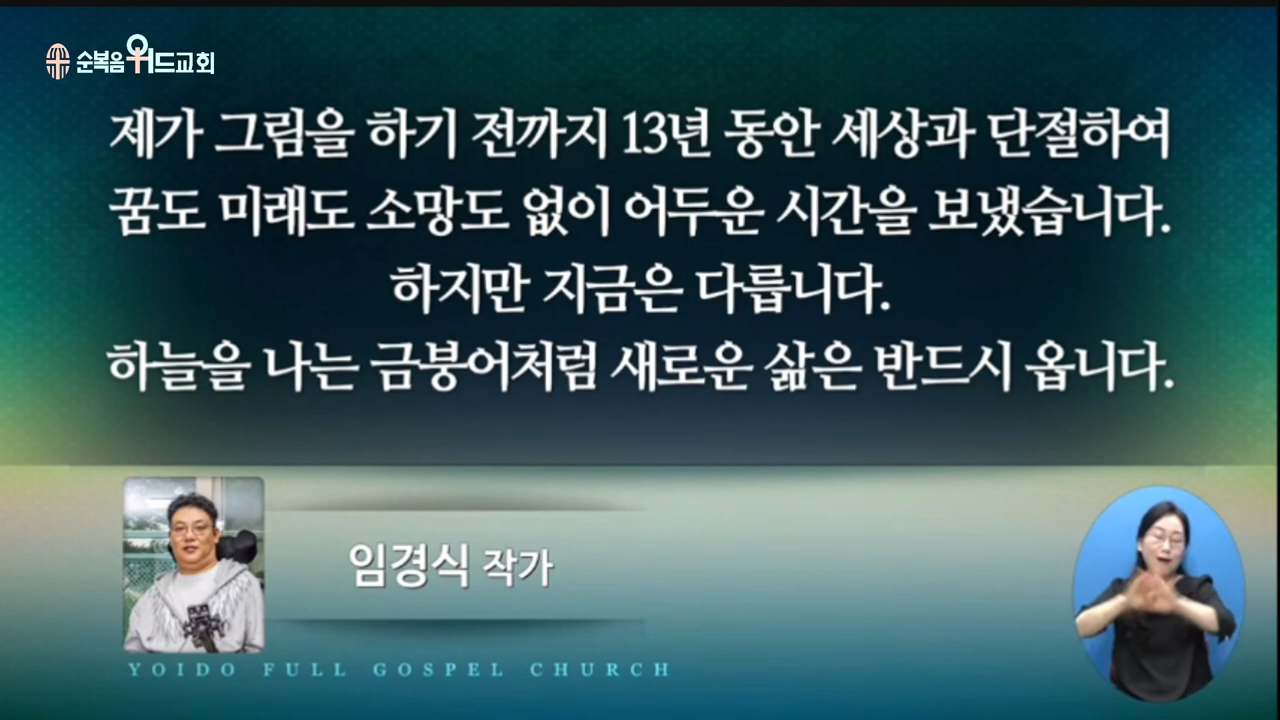 순복음위드교회
제가 그림을 하기 전까지 13년 동안 세상과 단절하여
꿈도 미래도 소망도 없이 어두운 시간을 보냈습니다.
하지만 지금은 다릅니다.
하늘을 나는 금붕어처럼 새로운 삶은 반드시 옵니다.
임경식 작가
YOIDO FULL GOSPEL CHURCH